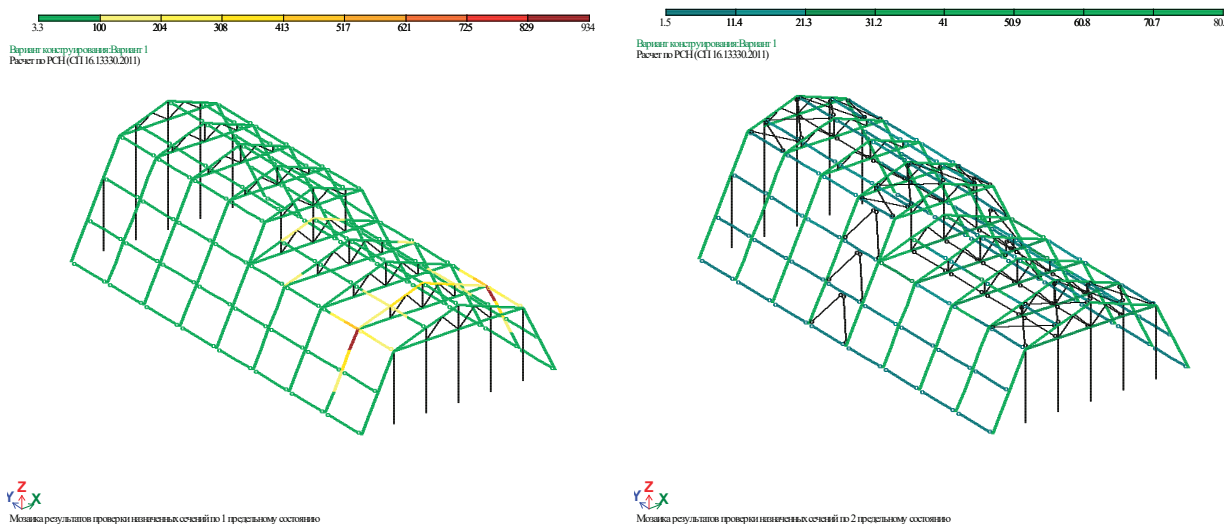 3.3 100 204 308 413 517 621 725 829 934
Вариант конструирования:Вариант 1
Расчет по РСН (СП 16.13330.2011)
Z
Y X
Мозаика результатов проверки назначенных сечений по 1 предельному состоянию
1.5 11.4 21.3 31.2 41 50.9 60.8 70.7 80.
Вариант конструирования:Вариант 1
Расчет по РСН (СП 16.13330.2011)
Z
Y X
Мозаика результатов проверки назначенных сечений по 2 предельному состоянию